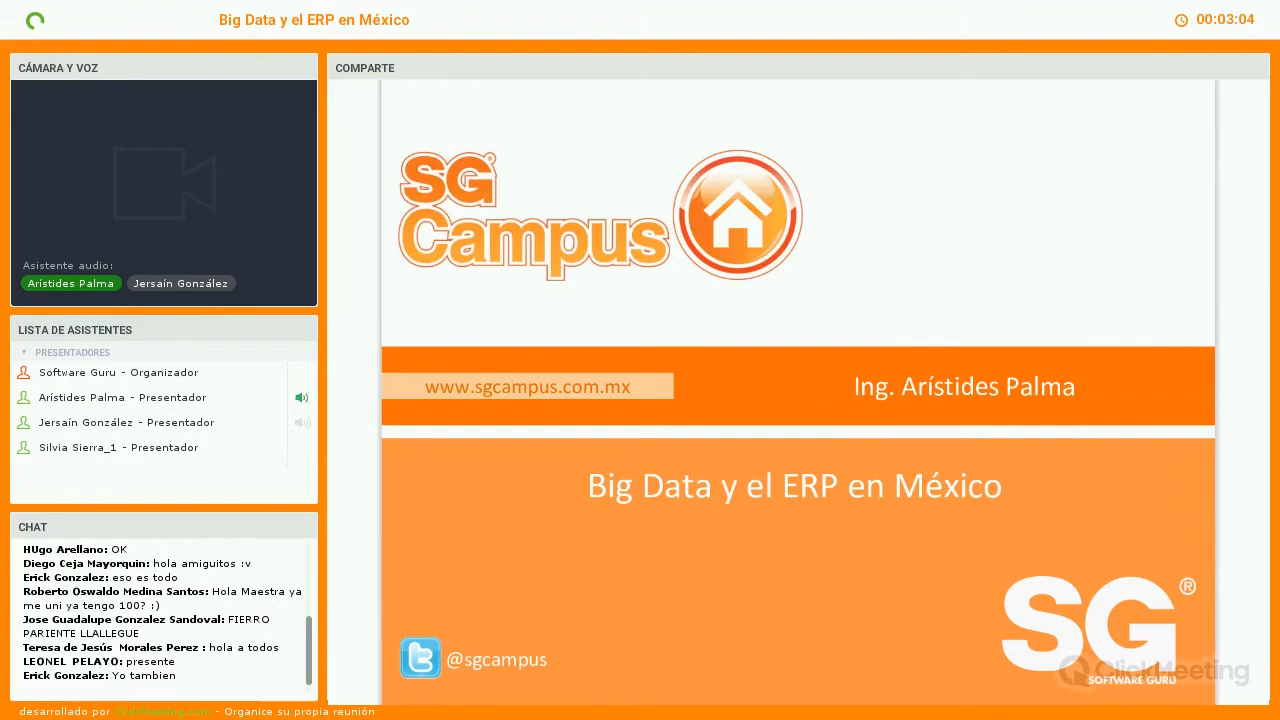 Big Data y el ERP en México
00:03:04
CÁMARA Y VOZ
Asistente audio:
Arístides Palma
Jersaín González
LISTA DE ASISTENTES
PRESENTADORES
Software Guru - Organizador
Arístides Palma - Presentador
Jersaín González - Presentador
Silvia Sierra_1 - Presentador
CHAT
HUgo Arellano: OK
Diego Ceja Mayorquin: hola amiguitos :v
Erick Gonzalez: eso es todo
Roberto Oswaldo Medina Santos: Hola Maestra ya
me uni ya tengo 100? :)
Jose Guadalupe Gonzalez Sandoval: FIERRO
PARIENTE LLALLEGUE
Teresa de Jesús  Morales Perez : hola a todos
LEONEL PELAYO: presente
Erick Gonzalez: Yo tambien
desarrollado por ClickMeeting.com - Organice su propia reunión
COMPARTE
SG
Campus
www.sgcampus.com.mx
Ing. Arístides Palma
Big Data y el ERP en México
@sgcampus
SG®
SOFTWARE GURU
ClickMeeting